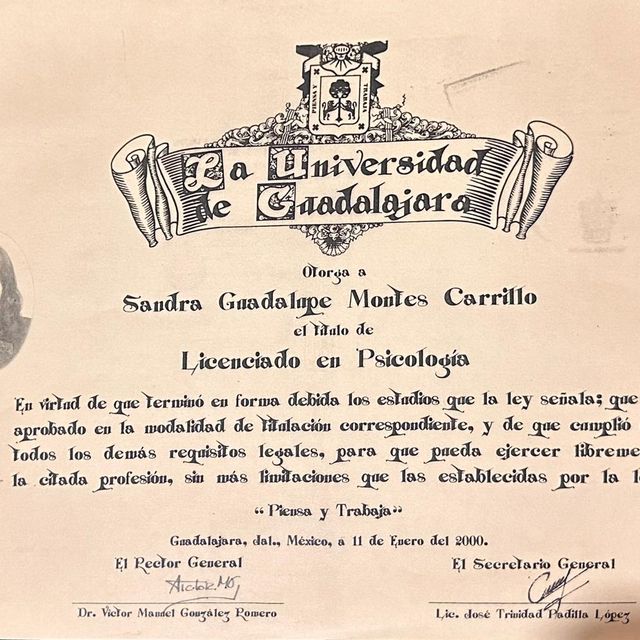 PIENSA Y TRABAJA
La Universidad
de Guadalajara
Otorga a
Sandra Guadalupe Montes Carrillo
el título de
Licenciado en Psicología
En virtud de que terminó en forma debida los estudios que la ley señala; que
aprobado en la modalidad de titulación correspondiente, y de que cumplió
todos los demás requisitos legales, para que pueda ejercer libreme
la citada profesión, sin más limitaciones que las establecidas por la l
“Piensa y Trabaja”
Guadalajara, Jal., México, a 11 de Enero del 2000.
El Rector General El Secretario General
Dr. Victor Manuel González Romero Lic. José Trinidad Padilla López